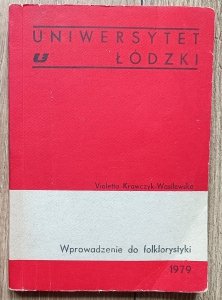 UNIWERSYTET
ŁÓDZKI
Violetta Krawczyk-Wasilewska
Wprowadzenie do folklorystyki
1979